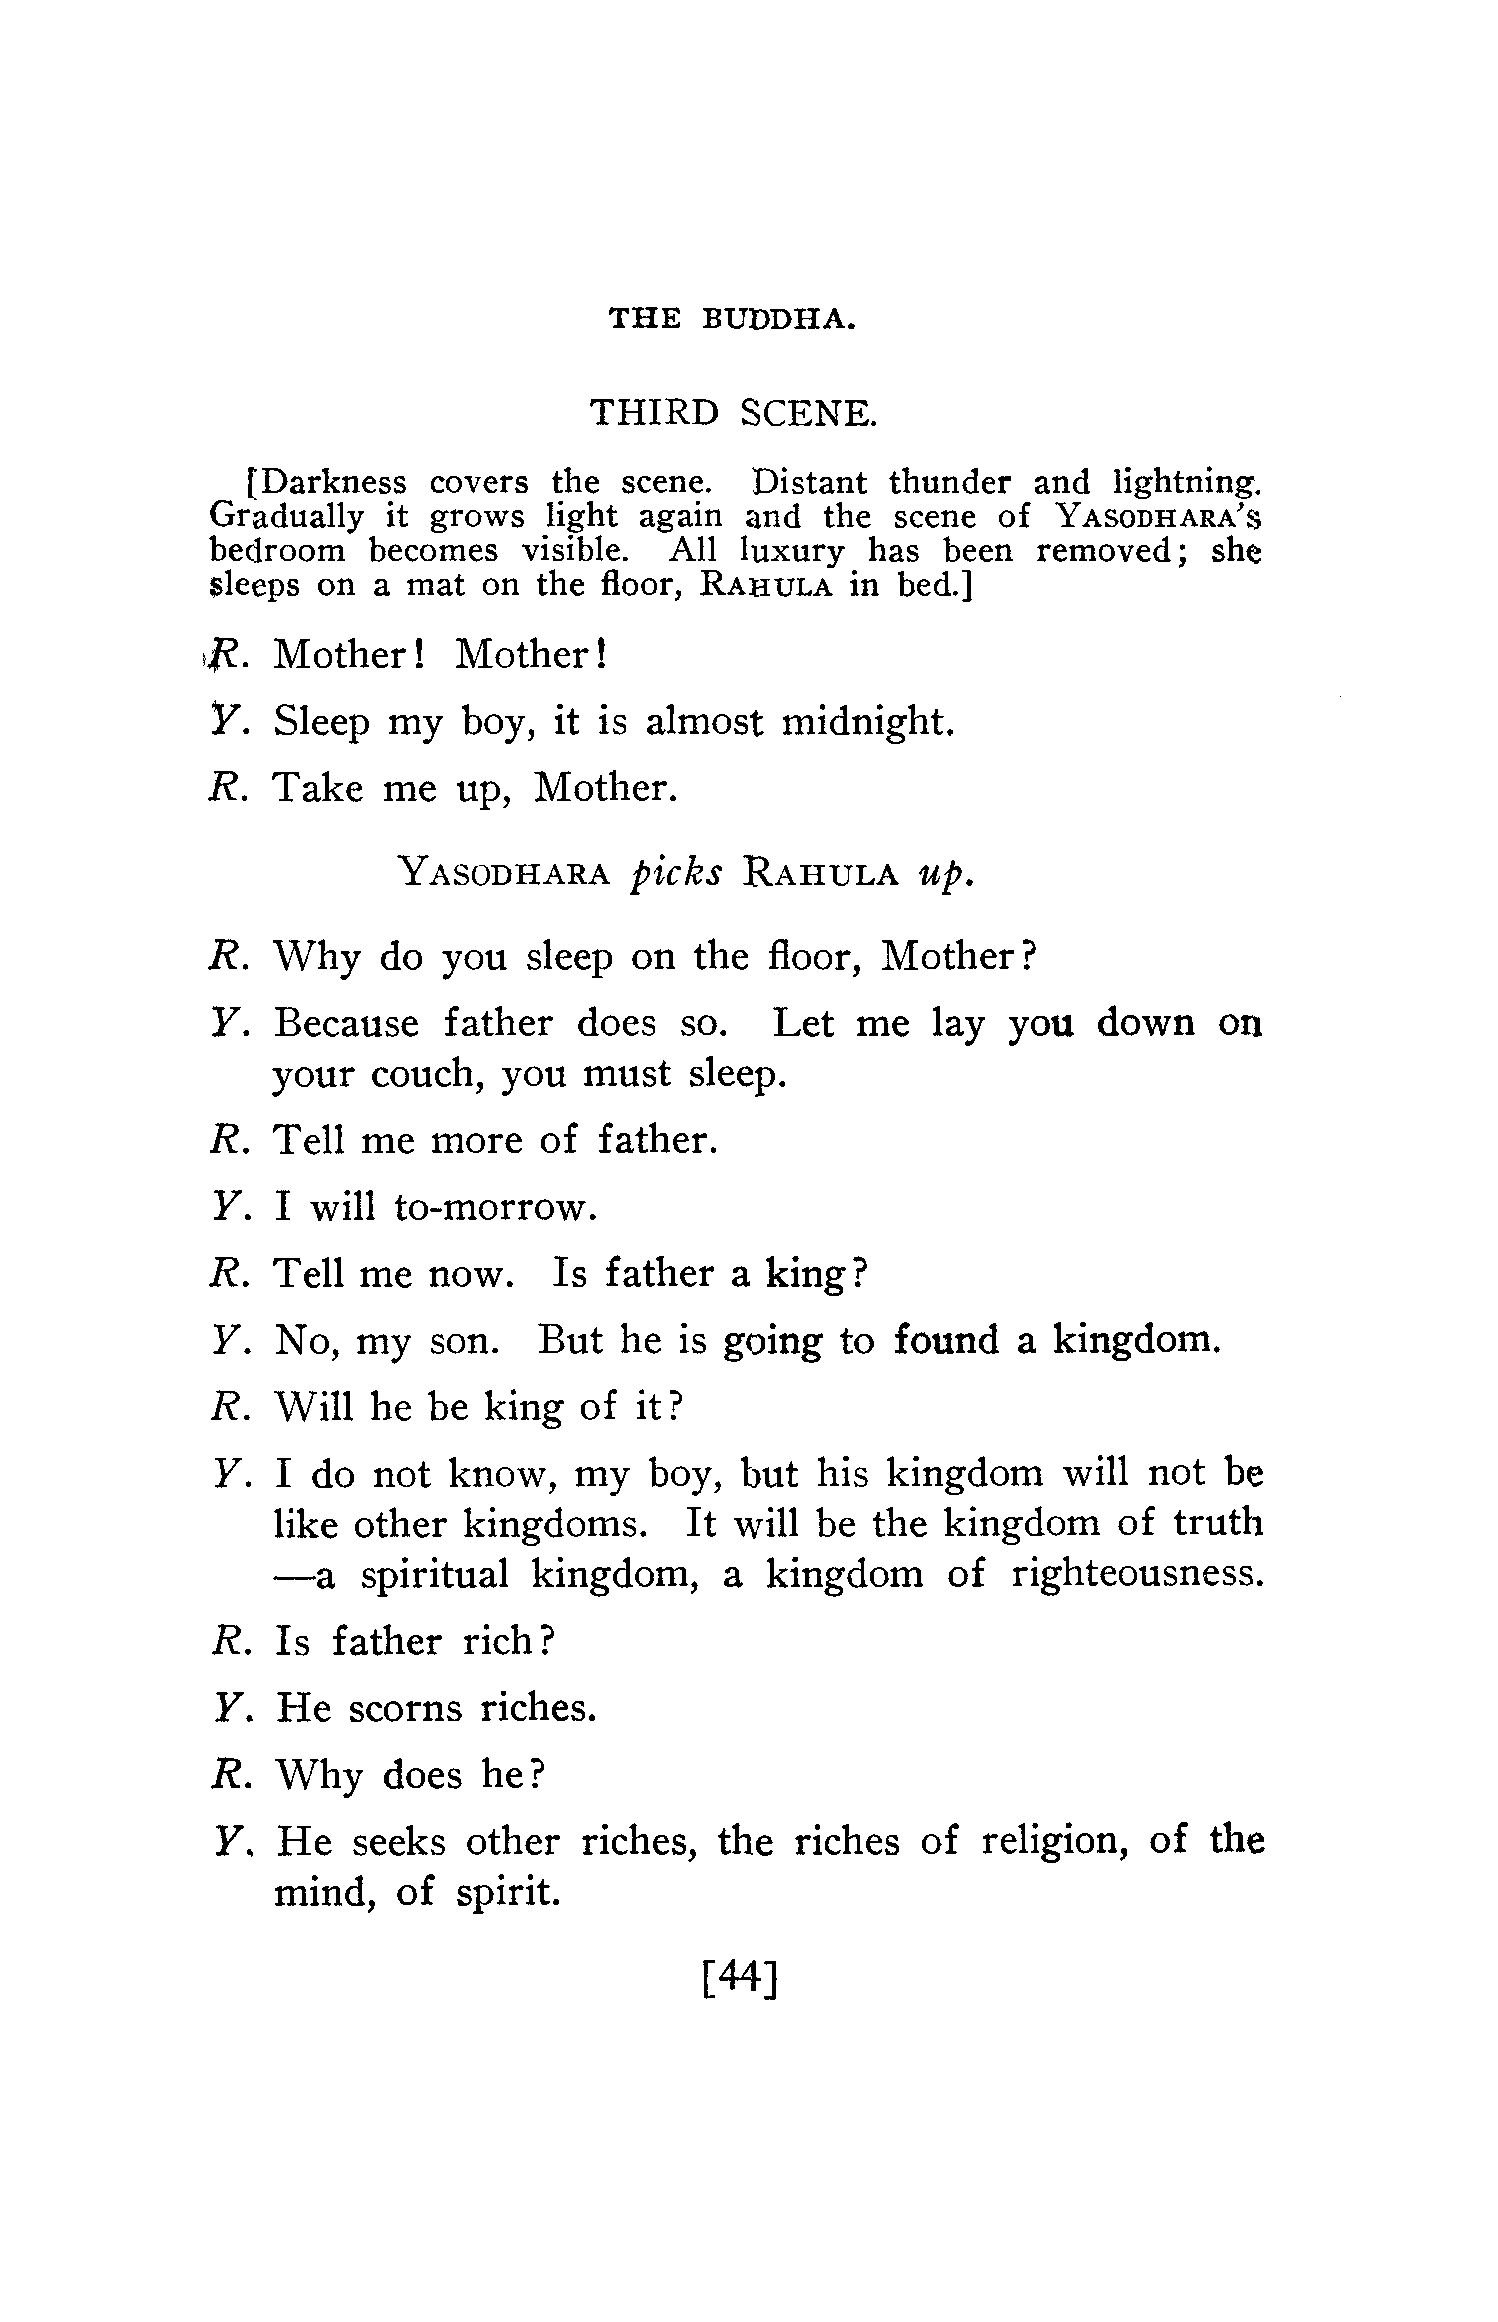 THE BUDDHA.
THIRD SCENE.
[Darkness covers the scene. Distant thunder and lightning.
Gradually it grows light again and the scene of YASODHARA's
bedroom becomes visible. All luxury has been removed; she
sleeps on a mat on the floor, RAHULA in bed.]
R. Mother! Mother!
Y. Sleep my boy, it is almost midnight.
R. Take me up, Mother.
YASODHARA picks RAHULA up.
R. Why do you sleep on the floor, Mother?
Y. Because father does so. Let me lay you down on
your couch, you must sleep.
R. Tell me more of father.
Y. I will to-morrow.
R. Tell me now. Is father a king?
Y. No, my son. But he is going to found a kingdom.
R. Will he be king of it?
Y. I do not know, my boy, but his kingdom will not be
like other kingdoms. It will be the kingdom of truth
—a spiritual kingdom, a kingdom of righteousness.
R. Is father rich?
Y. He scorns riches.
R. Why does he?
Y. He seeks other riches, the riches of religion, of the
mind, of spirit.
[44]